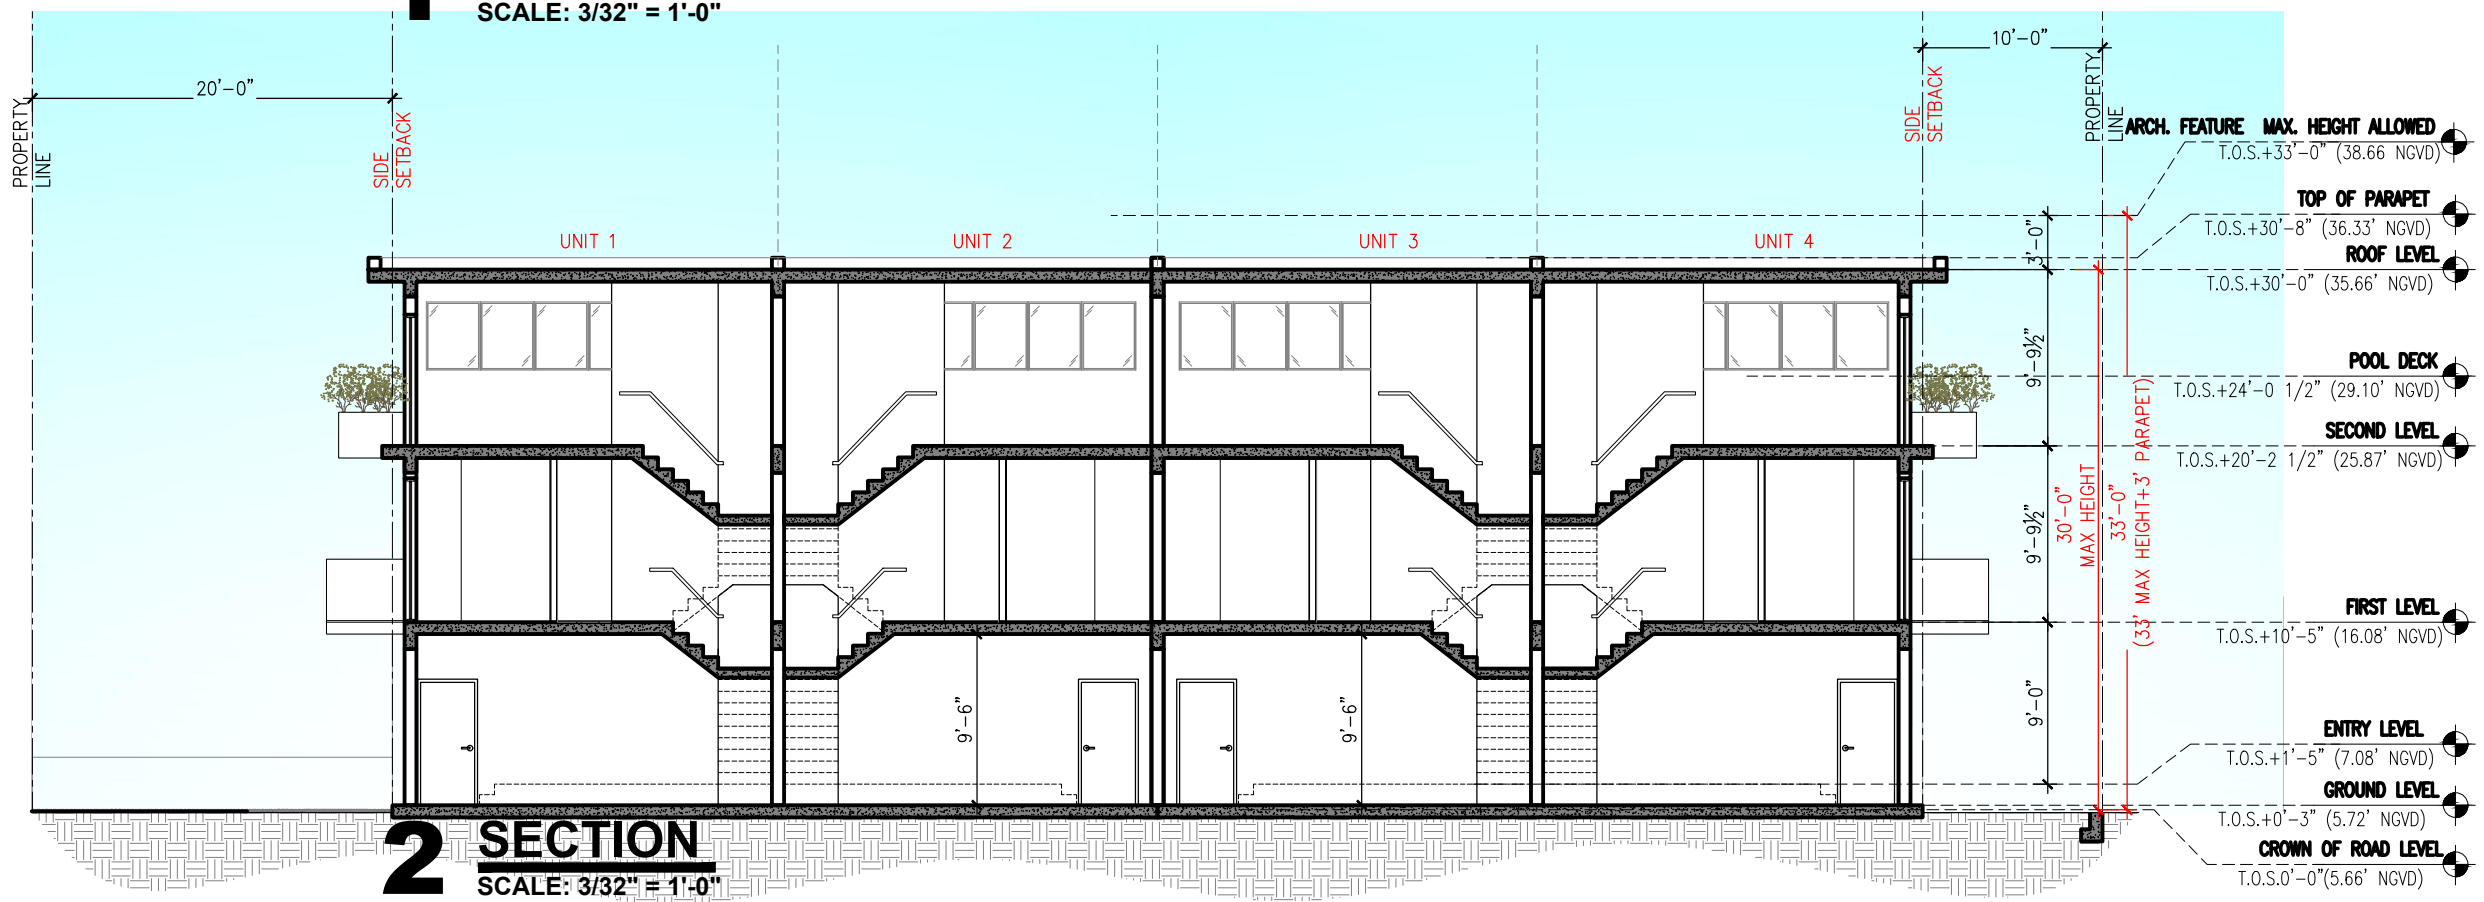 SCALE: 3/32" = 1'-0"
20'-0"
10'-0"
PROPERTY
LINE
SIDE
SETBACK
SIDE
SETBACK
PROPERTY
LINE
ARCH. FEATURE MAX. HEIGHT ALLOWED
T.O.S.+33'-0" (38.66 NGVD)
TOP OF PARAPET
T.O.S.+30'-8" (36.33' NGVD)
ROOF LEVEL
T.O.S.+30'-0" (35.66' NGVD)
POOL DECK
T.O.S.+24'-0 1/2" (29.10' NGVD)
SECOND LEVEL
T.O.S.+20'-2 1/2" (25.87' NGVD)
FIRST LEVEL
T.O.S.+10'-5" (16.08' NGVD)
ENTRY LEVEL
T.O.S.+1'-5" (7.08' NGVD)
GROUND LEVEL
T.O.S.+0'-3" (5.72' NGVD)
CROWN OF ROAD LEVEL
T.O.S.0'-0"(5.66' NGVD)
UNIT 1
UNIT 2
UNIT 3
UNIT 4
3'-0"
9'-9½"
9'-9½"
9'-0"
30'-0"
MAX HEIGHT
33'-0"
(33' MAX HEIGHT+3' PARAPET)
9'-6"
9'-6"
2 SECTION
SCALE: 3/32" = 1'-0"